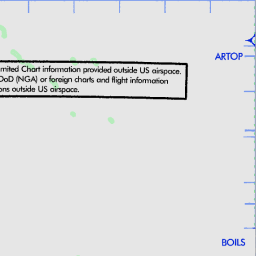 ARTOP
mited Chart information provided outside US airspace.
DoD (NGA) or foreign charts and flight information
ons outside US airspace.
BOILS